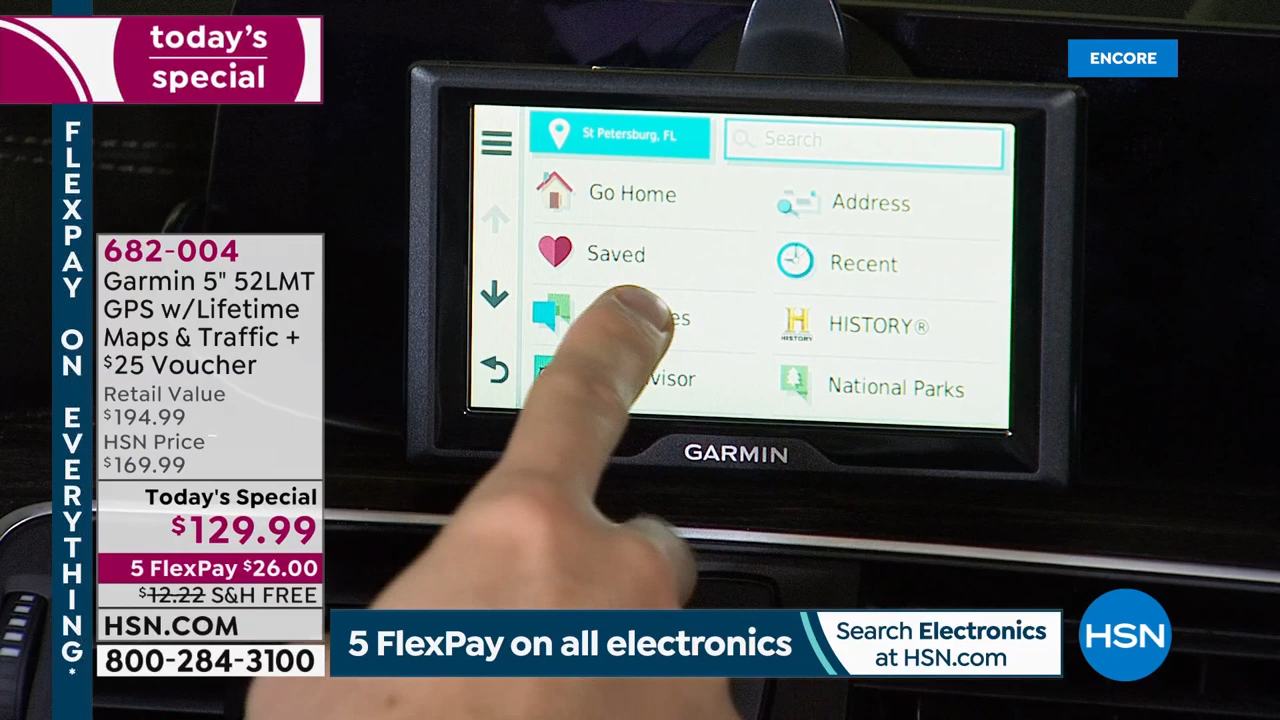 today's
special
ENCORE
FLEXPAY ON EVERYTHING*
682-004
Garmin 5" 52LMT
GPS w/Lifetime
Maps & Traffic +
$25 Voucher
Retail Value
$194.99
HSN Price
$169.99
Today's Special
$129.99
5 FlexPay $26.00
$12.22 S&H FREE
HSN.COM
800-284-3100
St Petersburg, FL
Search
Go Home
Address
Saved
Recent
HISTORY
HISTORY®
National Parks
GARMIN
5 FlexPay on all electronics
Search Electronics
at HSN.com
HSN